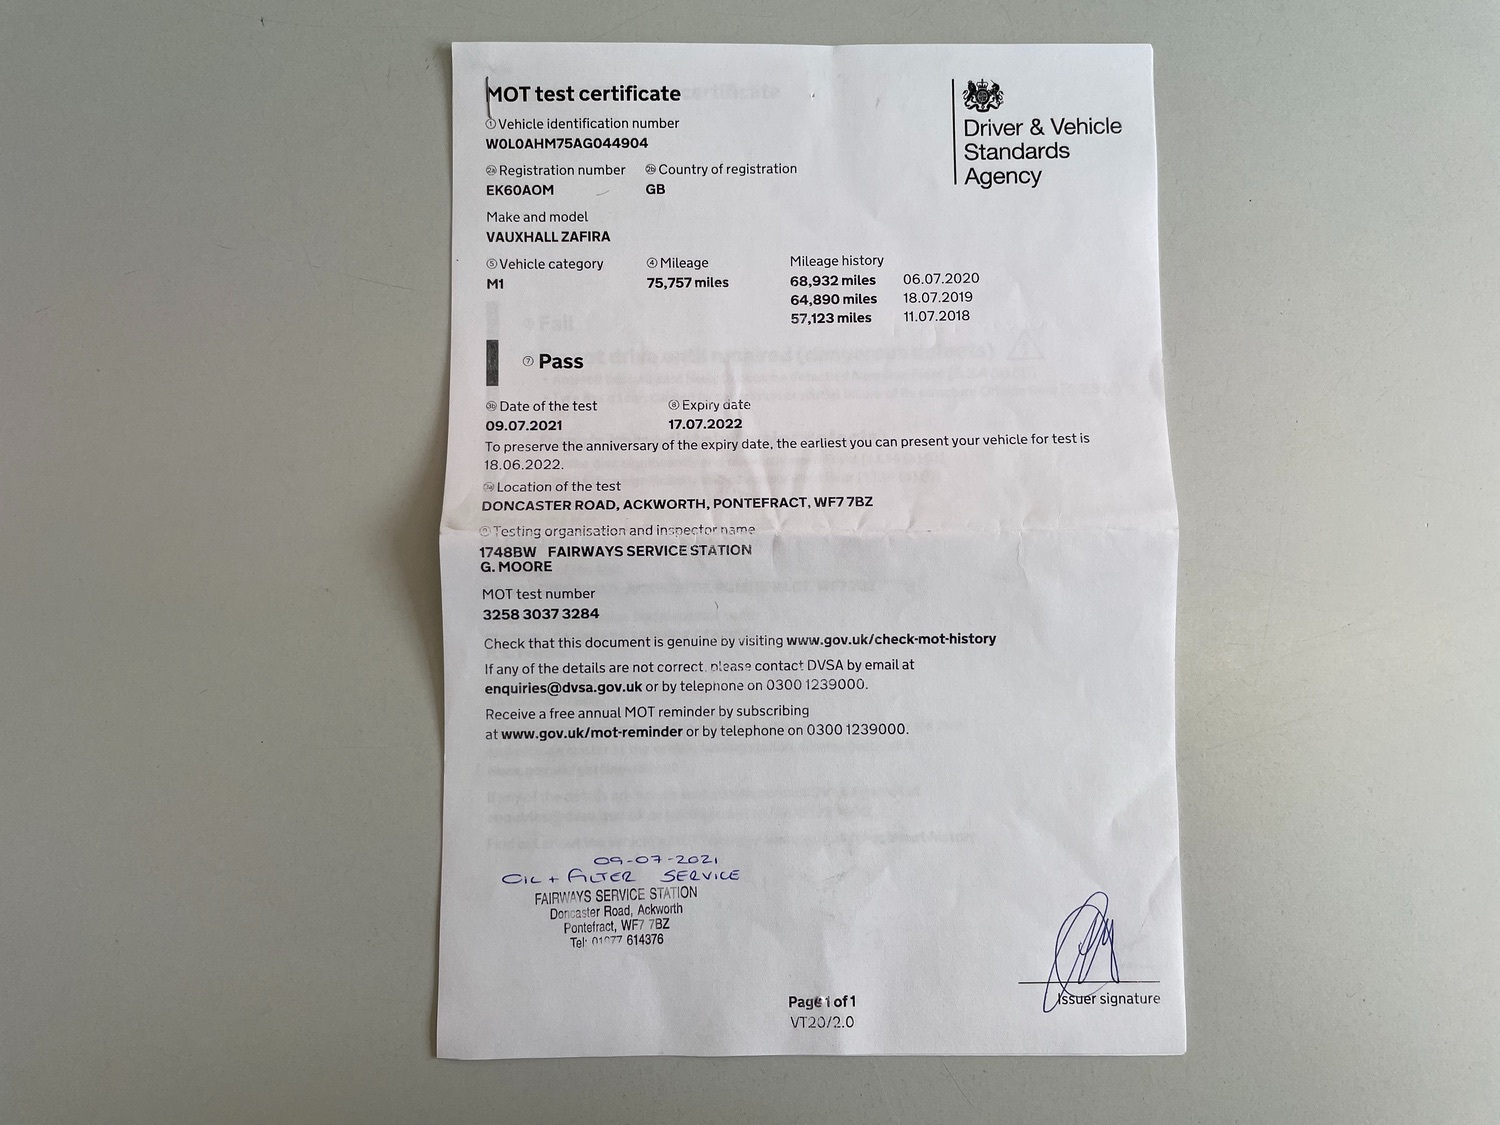 MOT test certificate
Driver & Vehicle
Standards
Agency
1 Vehicle identification number
W0L0AHM75AG044904
2a Registration number 2b Country of registration
EK60AOM GB
Make and model
VAUXHALL ZAFIRA
5 Vehicle category 4 Mileage Mileage history
M1 75,757 miles 68,932 miles 06.07.2020
64,890 miles 18.07.2019
57,123 miles 11.07.2018
7 Pass
3b Date of the test 8 Expiry date
09.07.2021 17.07.2022
To preserve the anniversary of the expiry date, the earliest you can present your vehicle for test is
18.06.2022.
3a Location of the test
DONCASTER ROAD, ACKWORTH, PONTEFRACT, WF7 7BZ
9 Testing organisation and inspector name
1748BW FAIRWAYS SERVICE STATION
G. MOORE
MOT test number
3258 3037 3284
Check that this document is genuine by visiting www.gov.uk/check-mot-history
If any of the details are not correct, please contact DVSA by email at
enquiries@dvsa.gov.uk or by telephone on 0300 1239000.
Receive a free annual MOT reminder by subscribing
at www.gov.uk/mot-reminder or by telephone on 0300 1239000.
09-07-2021
OIL + FILTER SERVICE
FAIRWAYS SERVICE STATION
Doncaster Road, Ackworth
Pontefract, WF7 7BZ
Tel: 01977 614376
Issuer signature
Page 1 of 1
VT20/2.0